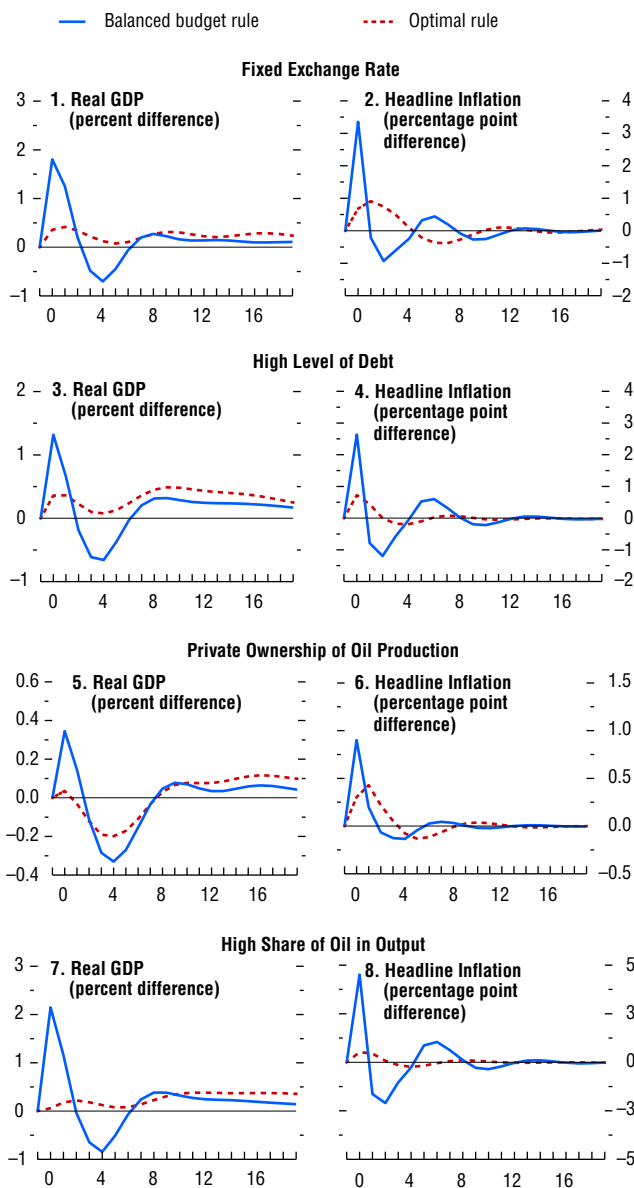 Balanced budget rule Optimal rule
Fixed Exchange Rate
1. Real GDP
(percent difference)
3
2
1
0
–1
0 4 8 12 16
2. Headline Inflation
(percentage point
difference)
4
3
2
1
0
–1
–2
0 4 8 12 16
High Level of Debt
3. Real GDP
(percent difference)
2
1
0
–1
0 4 8 12 16
4. Headline Inflation
(percentage point
difference)
4
3
2
1
0
–1
–2
0 4 8 12 16
Private Ownership of Oil Production
5. Real GDP
(percent difference)
0.6
0.4
0.2
0.0
–0.2
–0.4
0 4 8 12 16
6. Headline Inflation
(percentage point
difference)
1.5
1.0
0.5
0.0
–0.5
0 4 8 12 16
High Share of Oil in Output
7. Real GDP
(percent difference)
3
2
1
0
–1
0 4 8 12 16
8. Headline Inflation
(percentage point
difference)
5
3
0
–3
–5
0 4 8 12 16